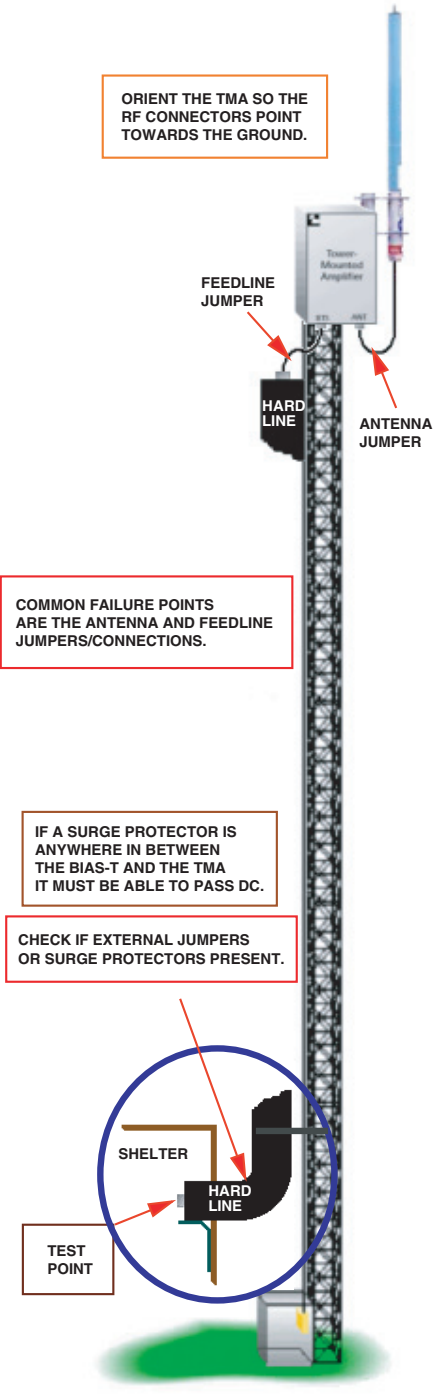 ORIENT THE TMA SO THE
RF CONNECTORS POINT
TOWARDS THE GROUND.
Tower-
Mounted
Amplifier
BTS ANT
FEEDLINE
JUMPER
HARD
LINE
ANTENNA
JUMPER
COMMON FAILURE POINTS
ARE THE ANTENNA AND FEEDLINE
JUMPERS/CONNECTIONS.
IF A SURGE PROTECTOR IS
ANYWHERE IN BETWEEN
THE BIAS-T AND THE TMA
IT MUST BE ABLE TO PASS DC.
CHECK IF EXTERNAL JUMPERS
OR SURGE PROTECTORS PRESENT.
SHELTER
HARD
LINE
TEST
POINT